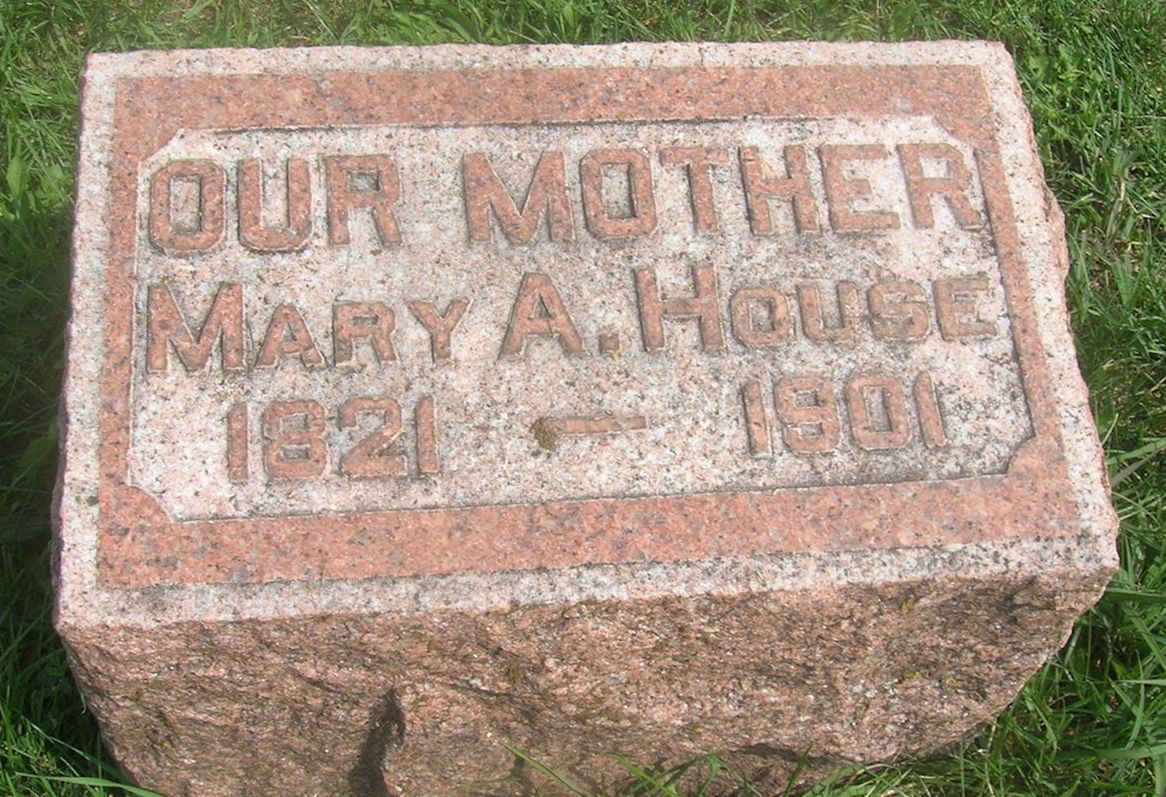 OUR MOTHER
MARY A. HOUSE
1821 – 1901